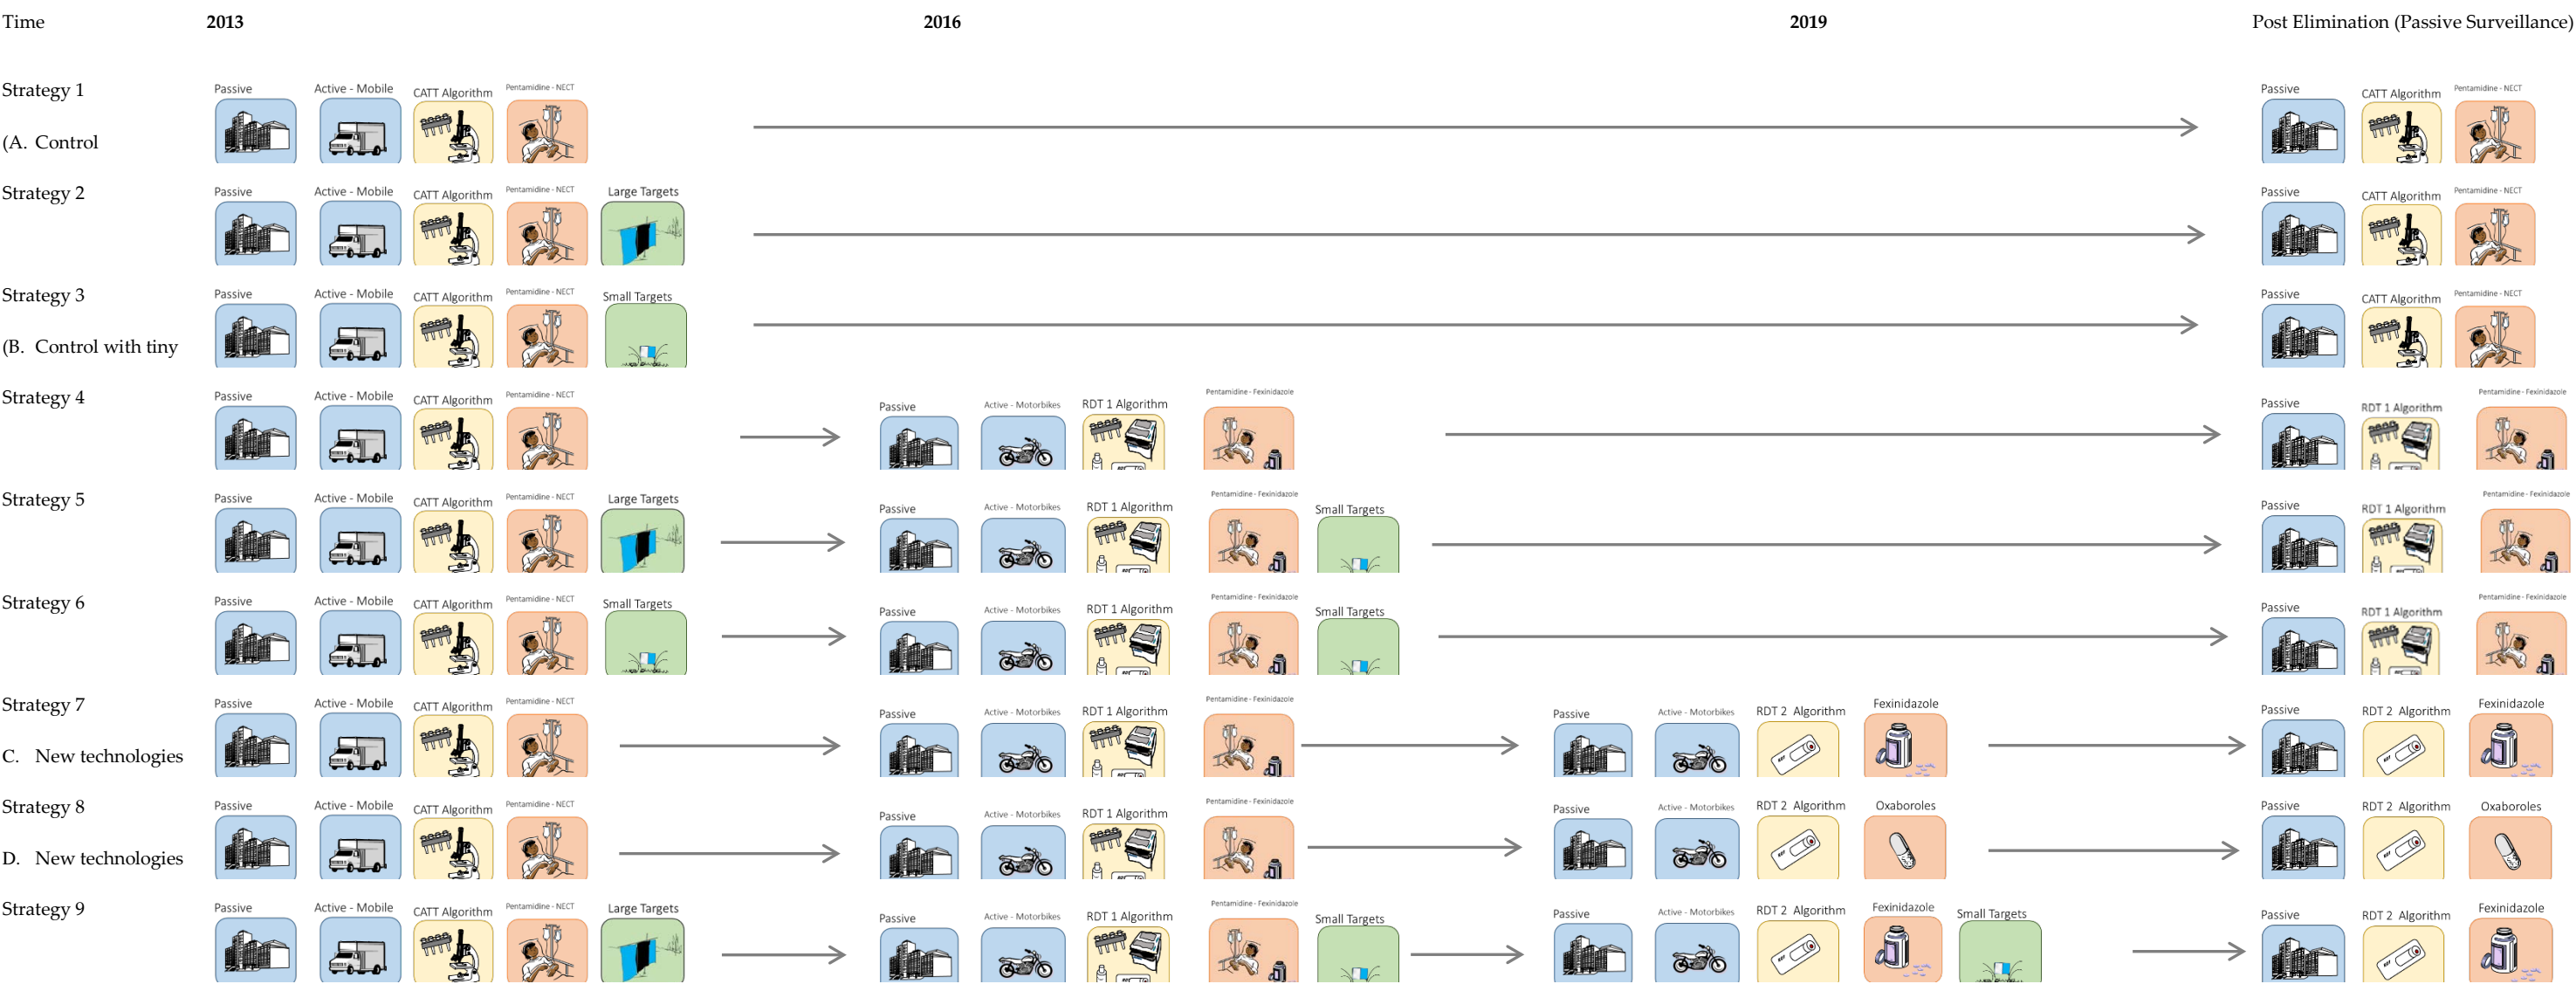 Time 2013 2016 2019 Post Elimination (Passive Surveillance)
Strategy 1 Passive Active - Mobile CATT Algorithm Pentamidine - NECT Passive CATT Algorithm Pentamidine - NECT
(A. Control
Strategy 2 Passive Active - Mobile CATT Algorithm Pentamidine - NECT Large Targets Passive CATT Algorithm Pentamidine - NECT
Strategy 3 Passive Active - Mobile CATT Algorithm Pentamidine - NECT Small Targets Passive CATT Algorithm Pentamidine - NECT
(B. Control with tiny
Strategy 4 Passive Active - Mobile CATT Algorithm Pentamidine - NECT Passive Active - Motorbikes RDT 1 Algorithm Pentamidine - Fexinidazole Passive RDT 1 Algorithm Pentamidine - Fexinidazole
Strategy 5 Passive Active - Mobile CATT Algorithm Pentamidine - NECT Large Targets Passive Active - Motorbikes RDT 1 Algorithm Pentamidine - Fexinidazole Small Targets Passive RDT 1 Algorithm Pentamidine - Fexinidazole
Strategy 6 Passive Active - Mobile CATT Algorithm Pentamidine - NECT Small Targets Passive Active - Motorbikes RDT 1 Algorithm Pentamidine - Fexinidazole Small Targets Passive RDT 1 Algorithm Pentamidine - Fexinidazole
Strategy 7 Passive Active - Mobile CATT Algorithm Pentamidine - NECT Passive Active - Motorbikes RDT 1 Algorithm Pentamidine - Fexinidazole Passive Active - Motorbikes RDT 2 Algorithm Fexinidazole Passive RDT 2 Algorithm Fexinidazole
C. New technologies
Strategy 8 Passive Active - Mobile CATT Algorithm Pentamidine - NECT Passive Active - Motorbikes RDT 1 Algorithm Pentamidine - Fexinidazole Passive Active - Motorbikes RDT 2 Algorithm Oxaboroles Passive RDT 2 Algorithm Oxaboroles
D. New technologies
Strategy 9 Passive Active - Mobile CATT Algorithm Pentamidine - NECT Large Targets Passive Active - Motorbikes RDT 1 Algorithm Pentamidine - Fexinidazole Small Targets Passive Active - Motorbikes RDT 2 Algorithm Fexinidazole Small Targets Passive RDT 2 Algorithm Fexinidazole